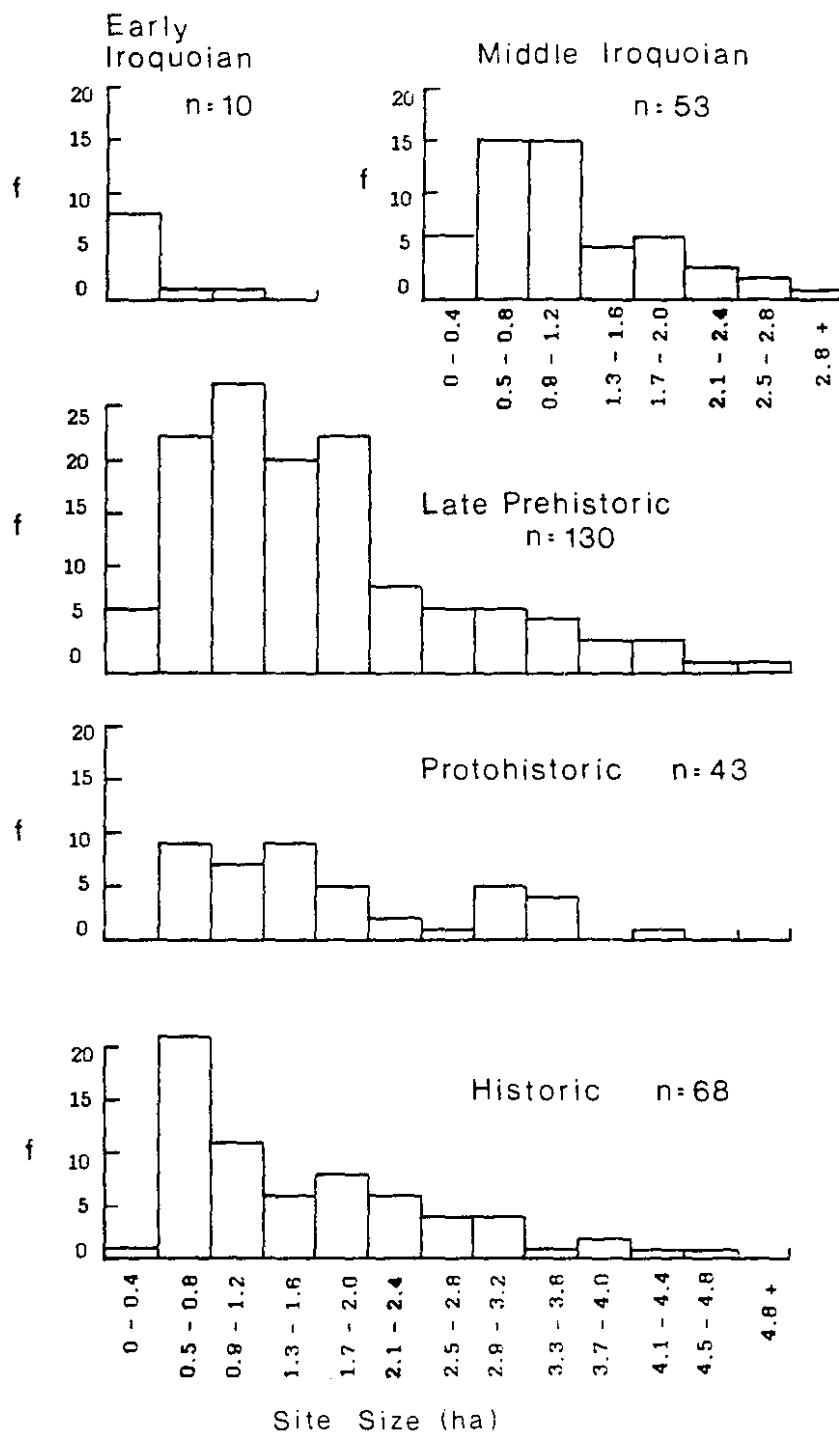 Early
Iroquoian
n=10
f
20
15
10
5
0
Middle Iroquoian
n=53
f
20
15
10
5
0
0 - 0.4
0.5 - 0.8
0.9 - 1.2
1.3 - 1.6
1.7 - 2.0
2.1 - 2.4
2.5 - 2.8
2.8 +
Late Prehistoric
n=130
f
25
20
15
10
5
0
Protohistoric n=43
f
20
15
10
5
0
Historic n=68
f
20
15
10
5
0
0 - 0.4
0.5 - 0.8
0.9 - 1.2
1.3 - 1.6
1.7 - 2.0
2.1 - 2.4
2.5 - 2.8
2.9 - 3.2
3.3 - 3.6
3.7 - 4.0
4.1 - 4.4
4.5 - 4.8
4.8 +
Site Size (ha)